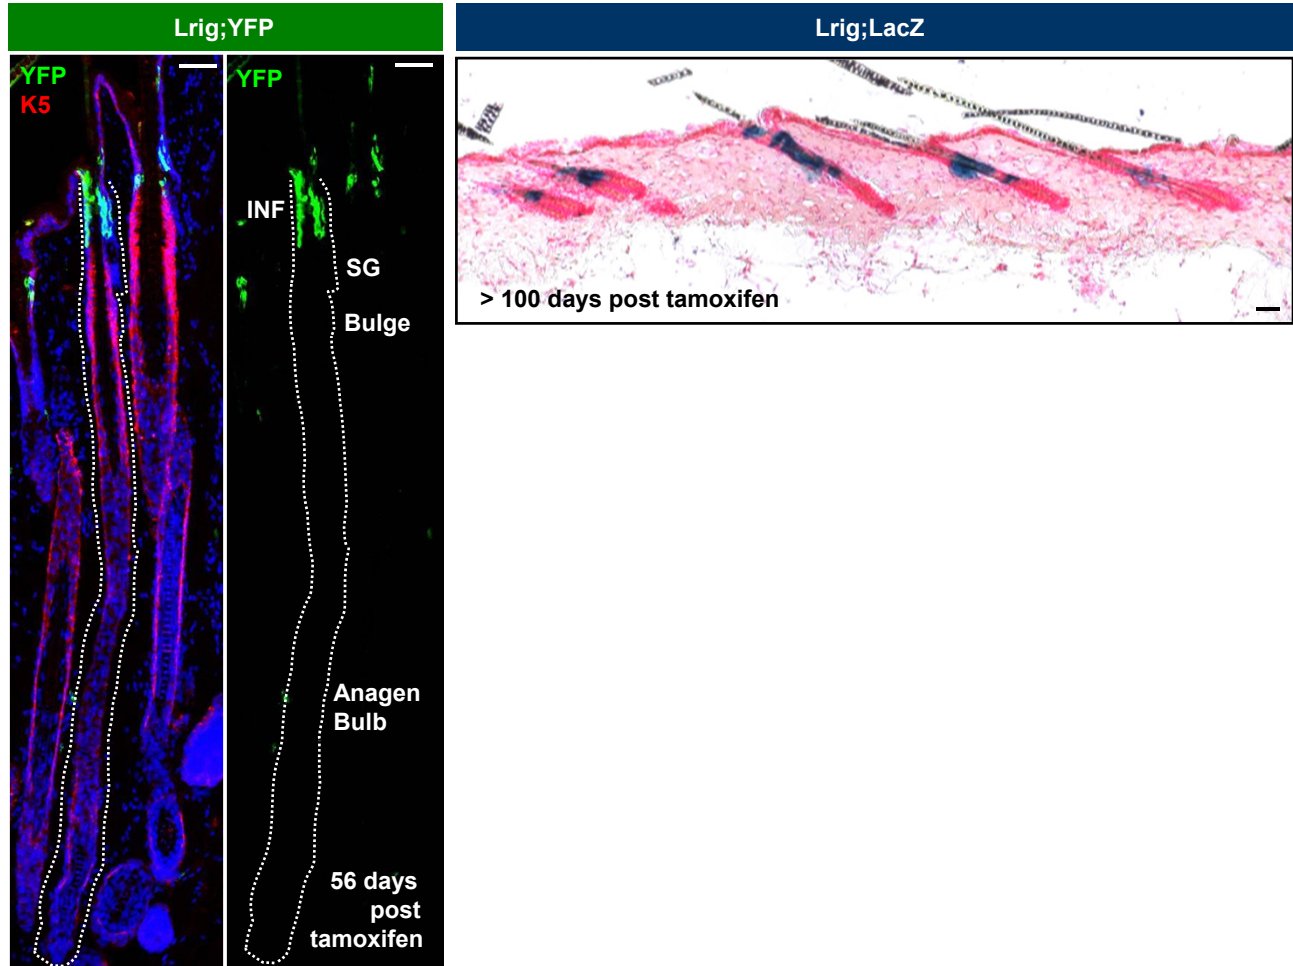 Lrig;YFP
Lrig;LacZ
YFP
K5
YFP
INF
SG
Bulge
Anagen
Bulb
56 days
post
tamoxifen
> 100 days post tamoxifen